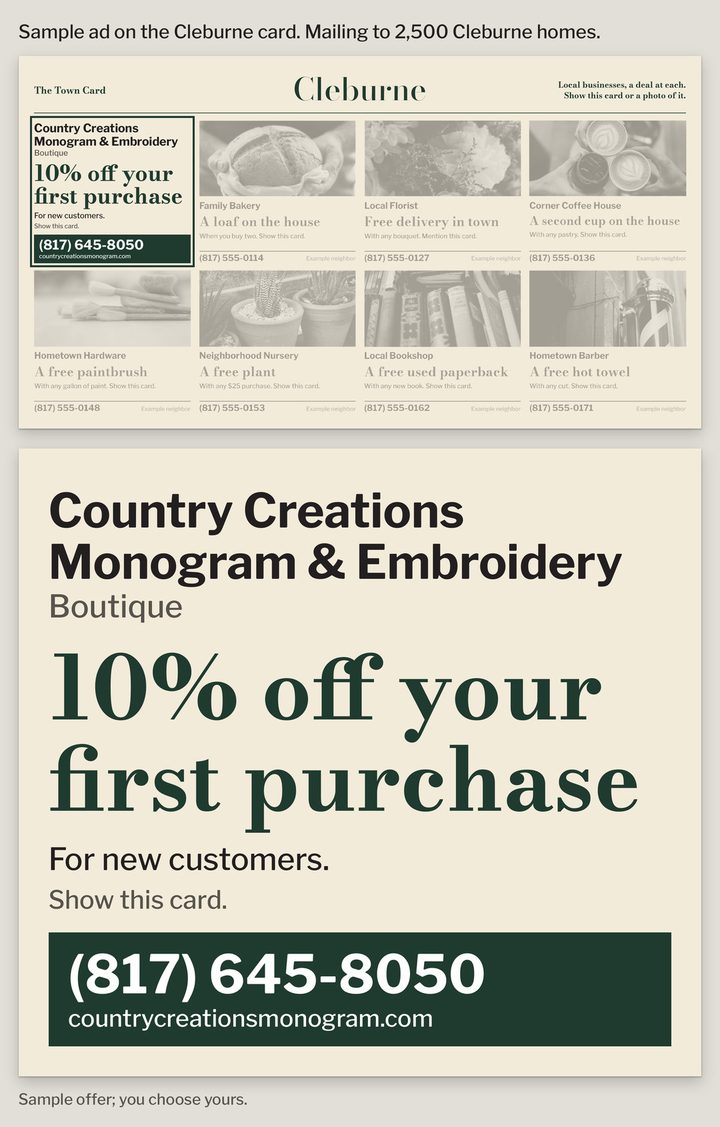 Sample ad on the Cleburne card. Mailing to 2,500 Cleburne homes.
The Town Card
Cleburne
Local businesses, a deal at each.
Show this card or a photo of it.
Country Creations
Monogram & Embroidery
Boutique
10% off your
first purchase
For new customers.
Show this card.
(817) 645-8050
countrycreationsmonogram.com
Family Bakery
A loaf on the house
When you buy two. Show this card.
(817) 555-0114
Example neighbor
Local Florist
Free delivery in town
With any bouquet. Mention this card.
(817) 555-0127
Example neighbor
Corner Coffee House
A second cup on the house
With any pastry. Show this card.
(817) 555-0136
Example neighbor
Hometown Hardware
A free paintbrush
With any gallon of paint. Show this card.
(817) 555-0148
Example neighbor
Neighborhood Nursery
A free plant
With any $25 purchase. Show this card.
(817) 555-0153
Example neighbor
Local Bookshop
A free used paperback
With any new book. Show this card.
(817) 555-0162
Example neighbor
Hometown Barber
A free hot towel
With any cut. Show this card.
(817) 555-0171
Example neighbor
Country Creations
Monogram & Embroidery
Boutique
10% off your
first purchase
For new customers.
Show this card.
(817) 645-8050
countrycreationsmonogram.com
Sample offer; you choose yours.